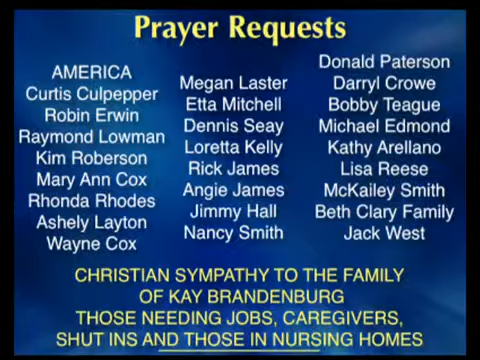 Prayer Requests
AMERICA
Curtis Culpepper
Robin Erwin
Raymond Lowman
Kim Roberson
Mary Ann Cox
Rhonda Rhodes
Ashely Layton
Wayne Cox
Megan Laster
Etta Mitchell
Dennis Seay
Loretta Kelly
Rick James
Angie James
Jimmy Hall
Nancy Smith
Donald Paterson
Darryl Crowe
Bobby Teague
Michael Edmond
Kathy Arellano
Lisa Reese
McKailey Smith
Beth Clary Family
Jack West
CHRISTIAN SYMPATHY TO THE FAMILY
OF KAY BRANDENBURG
THOSE NEEDING JOBS, CAREGIVERS,
SHUT INS AND THOSE IN NURSING HOMES